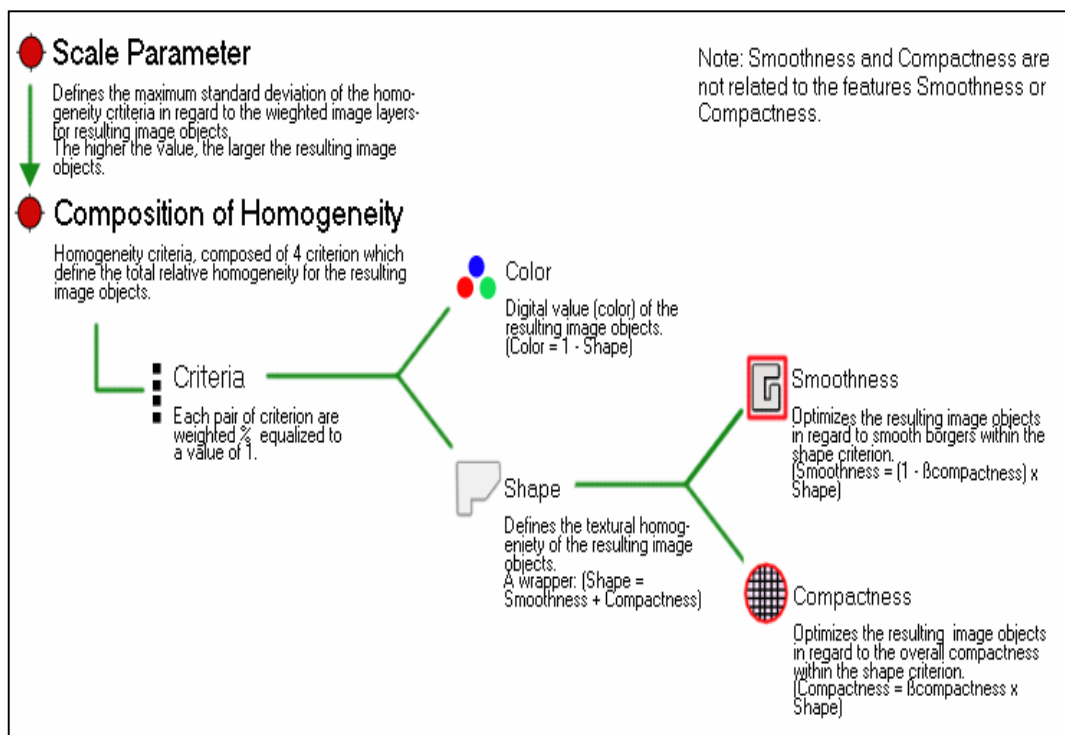 Scale Parameter
Defines the maximum standard deviation of the homo-
geneity critiria in regard to the wieghted image layers-
for resulting image objects.
The higher the value, the larger the resulting image
objects.
Note: Smoothness and Compactness are
not related to the features Smoothness or
Compactness.
Composition of Homogeneity
Homogeneity criteria, composed of 4 criterion which
define the total relative homogeneity for the resulting
image objects.
Color
Digital value (color) of the
resulting image objects.
(Color = 1 - Shape)
Criteria
Each pair of criterion are
weighted % equalized to
a value of 1.
Shape
Defines the textural homog-
eniety of the resulting image
objects.
A wrapper: (Shape =
Smoothness + Compactness)
Smoothness
Optimizes the resulting image objects
in regard to smooth borgers within the
shape criterion.
(Smoothness = (1 - ßcompactness) x
Shape)
Compactness
Optimizes the resulting image objects
in regard to the overall compactness
within the shape criterion.
(Compactness = ßcompactness x
Shape)